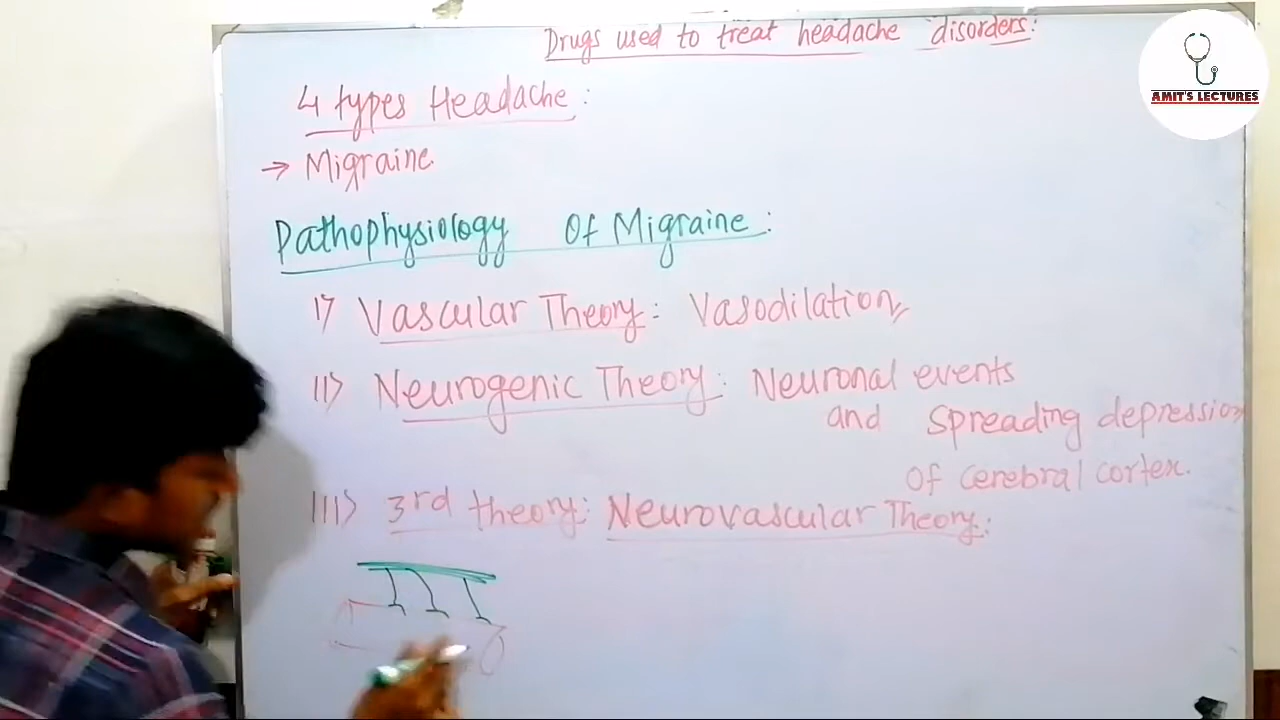 Drugs used to treat headache disorders:
AMIT'S LECTURES
4 types Headache:
→ Migraine
Pathophysiology Of Migraine:
I) Vascular Theory: Vasodilation
II) Neurogenic Theory: Neuronal events
and Spreading depression
Of Cerebral cortex.
III) 3rd theory: Neurovascular Theory: